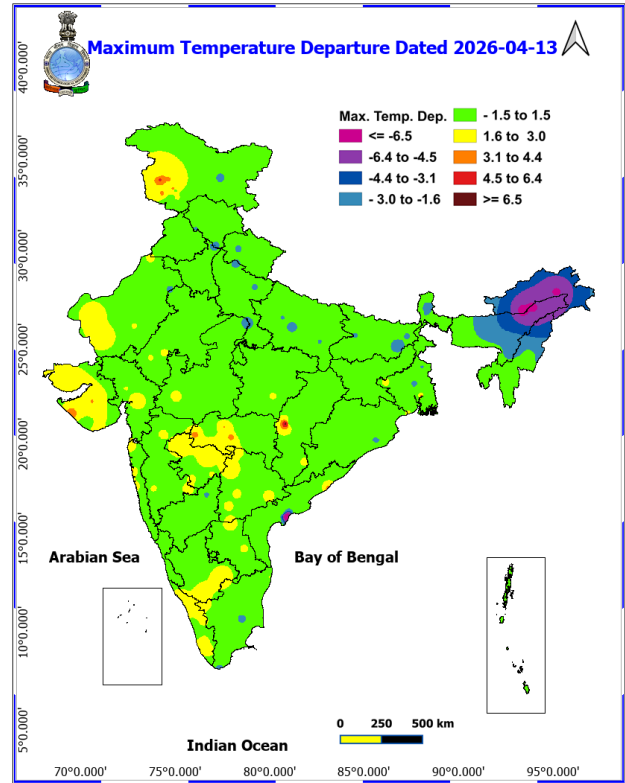 Maximum Temperature Departure Dated 2026-04-13
Max. Temp. Dep.
<= -6.5
-6.4 to -4.5
-4.4 to -3.1
- 3.0 to -1.6
- 1.5 to 1.5
1.6 to 3.0
3.1 to 4.4
4.5 to 6.4
>= 6.5
40°0.000'
35°0.000'
30°0.000'
25°0.000'
20°0.000'
15°0.000'
10°0.000'
5°0.000'
Arabian Sea
Bay of Bengal
Indian Ocean
0 250 500 km
70°0.000' 75°0.000' 80°0.000' 85°0.000' 90°0.000' 95°0.000'